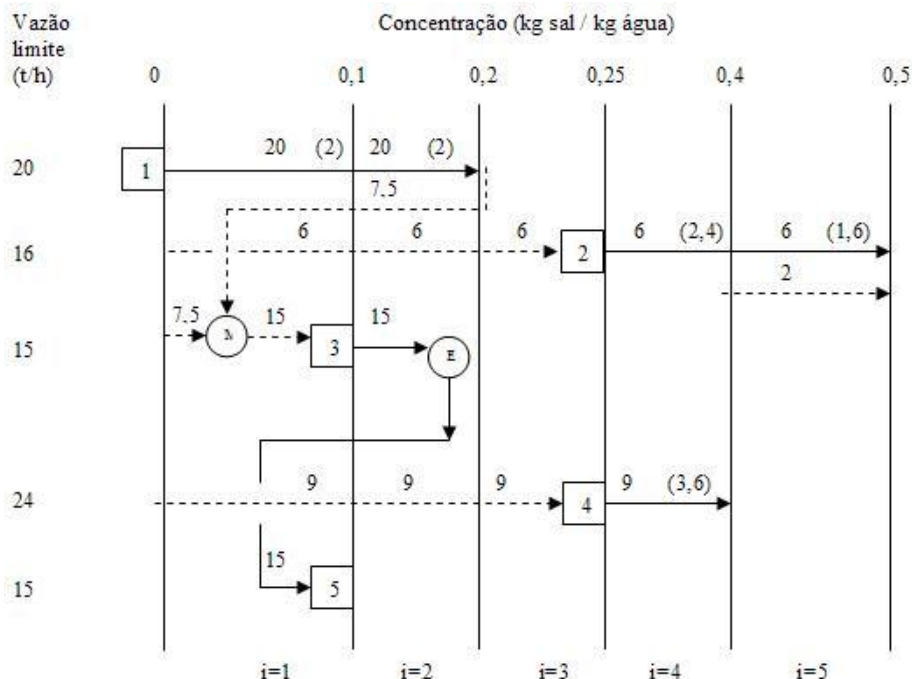 Vazão Concentração (kg sal / kg água)
limite
(t/h) 0 0,1 0,2 0,25 0,4 0,5
20 (2) 20 (2)
20 1
7.5
6 6 6 6 (2,4) 6 (1,6)
16 2
2
7.5 15 15
N
15 3 E
9 9 9 9 (3,6)
24 4
15
15 5
i=1 i=2 i=3 i=4 i=5